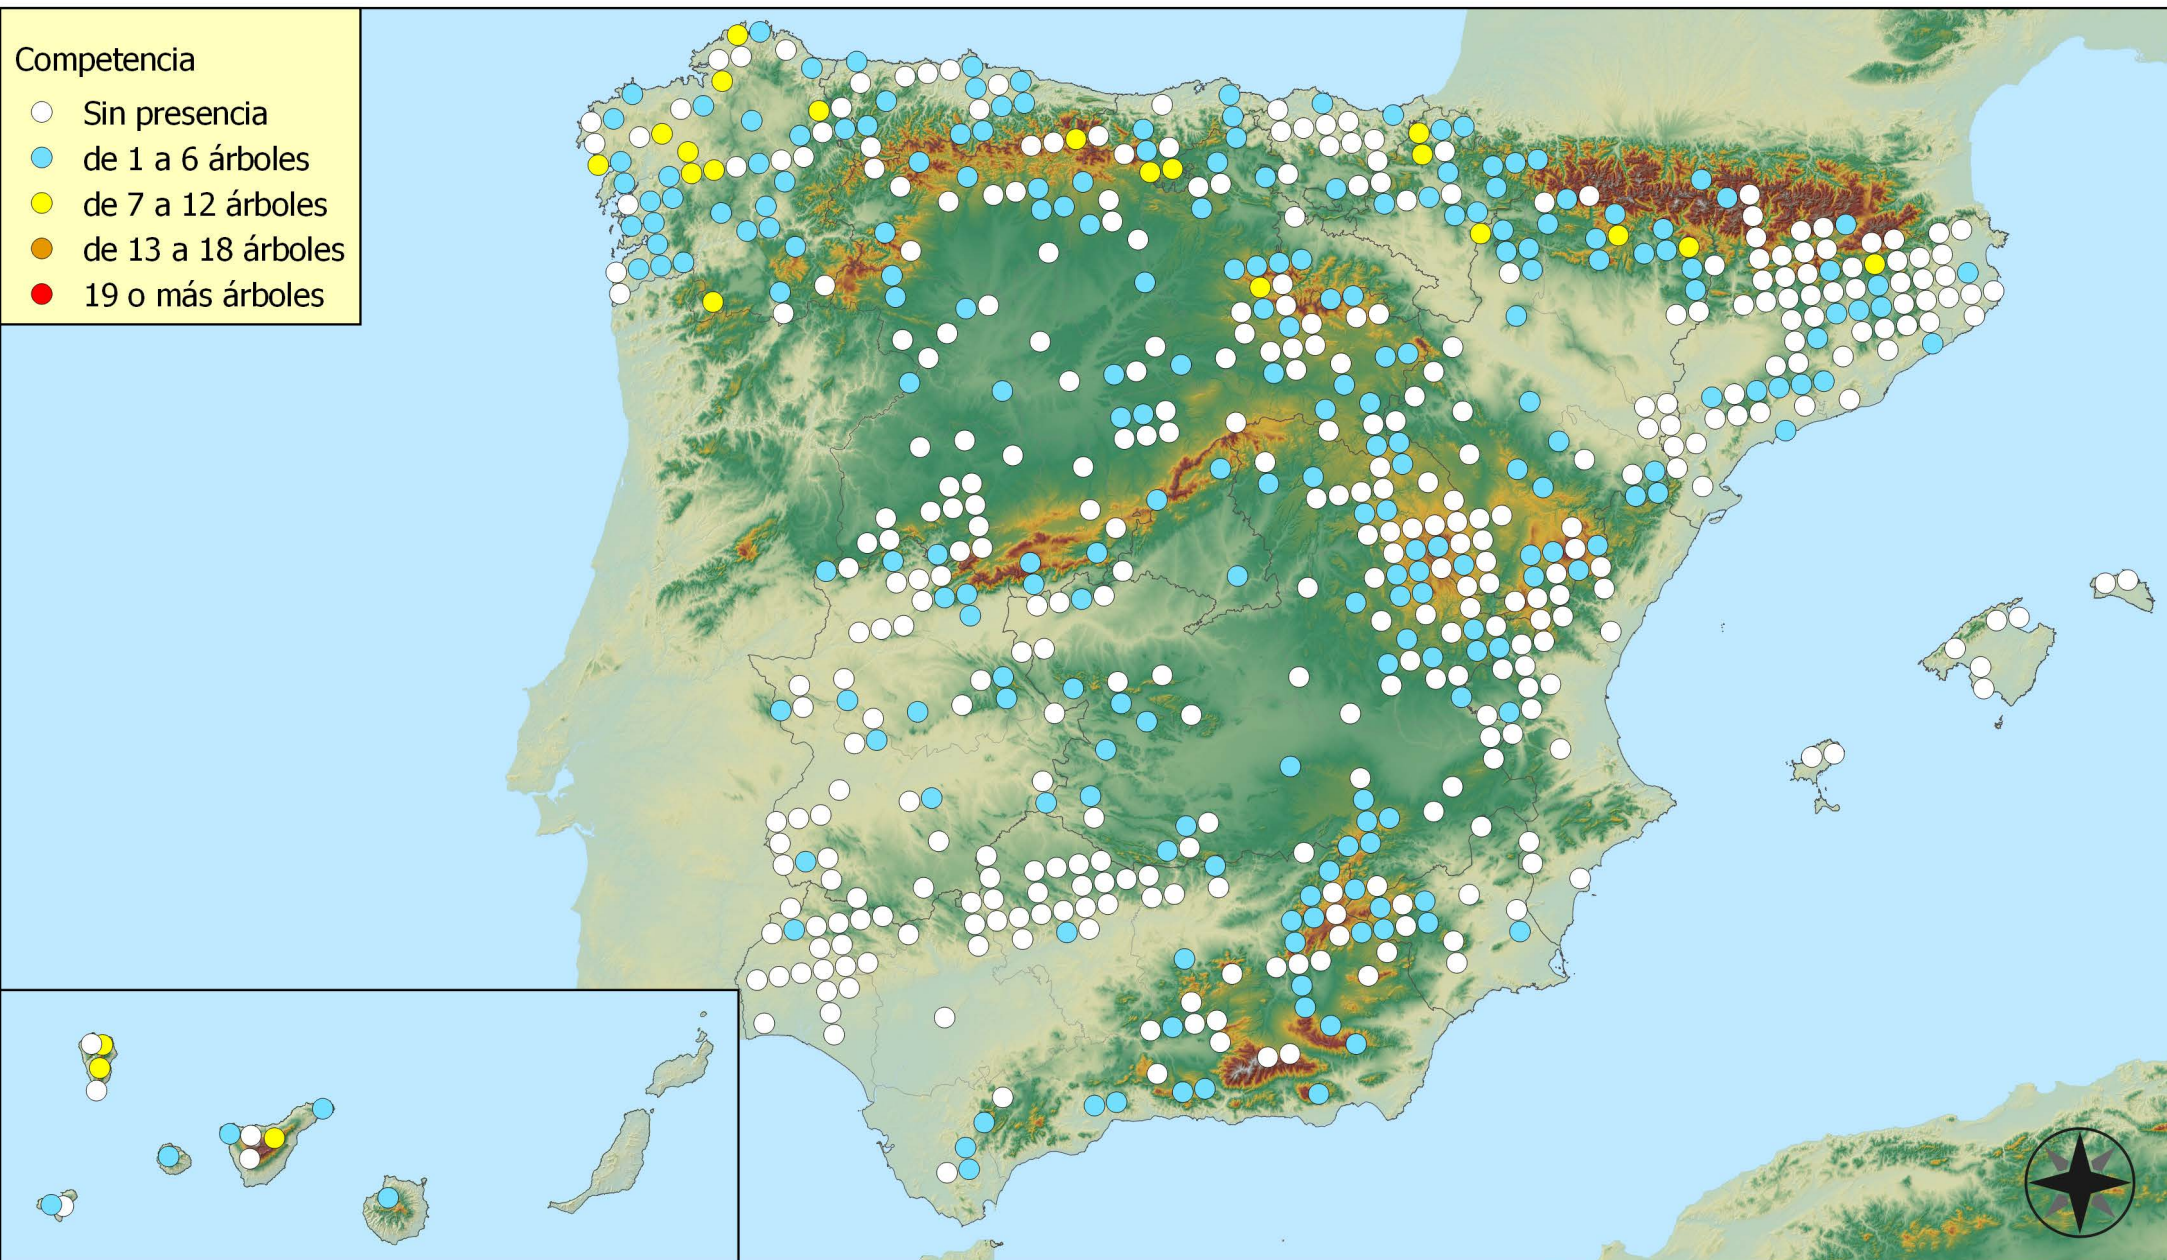 Competencia
Sin presencia
de 1 a 6 árboles
de 7 a 12 árboles
de 13 a 18 árboles
19 o más árboles